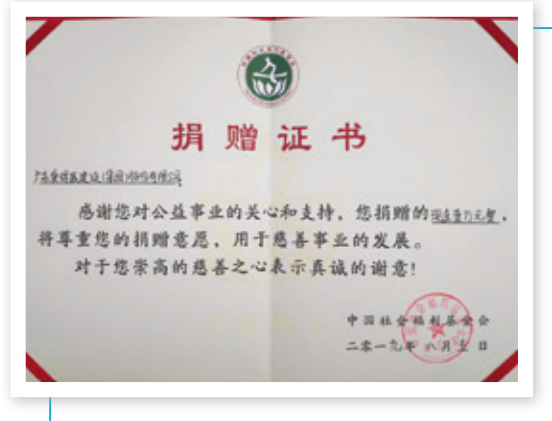 捐赠证书
感谢您对公益事业的关心和支持，您捐赠的
将尊重您的捐赠意愿，用于慈善事业的发展。
对于您崇高的慈善之心表示真诚的谢意！
中国社会福利基金会
二零一九年八月 日